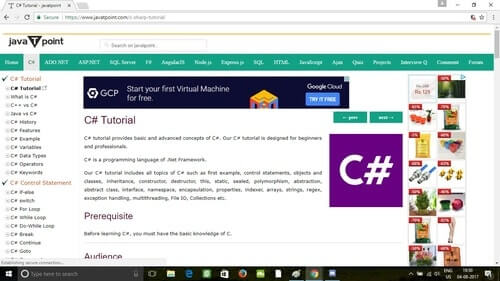 C# Tutorial - javatpoint
Secure https://www.javatpoint.com/c-sharp-tutorial
java T point
Search on javatpoint..
Home C# ADO.NET ASP.NET SQL Server F# AngularJS Node.js Express js SQL HTML JavaScript Ajax Quiz Projects Interview Q Comment Forum
C# Tutorial
C# Tutorial
What is C#
C++ vs C#
Java vs C#
C# History
C# Features
C# Example
C# Variables
C# Data Types
C# Operators
C# Keywords
C# Control Statement
C# if-else
C# switch
C# For Loop
C# While Loop
C# Do-While Loop
C# Break
C# Continue
C# Goto
Establishing secure connection...
GCP
Start your first Virtual Machine
for free.
Google Cloud
TRY IT FREE
C# Tutorial
← prev next →
C# tutorial provides basic and advanced concepts of C#. Our C# tutorial is designed for beginners
and professionals.
C# is a programming language of .Net Framework.
Our C# tutorial includes all topics of C# such as first example, control statements, objects and
classes, inheritance, constructor, destructor, this, static, sealed, polymorphism, abstraction,
abstract class, interface, namespace, encapsulation, properties, indexer, arrays, strings, regex,
exception handling, multithreading, File IO, Collections etc.
C#
Prerequisite
Before learning C#, you must have the basic knowledge of C.
Audience
Rs 129
Type here to search
ENG
US
04-08-2017